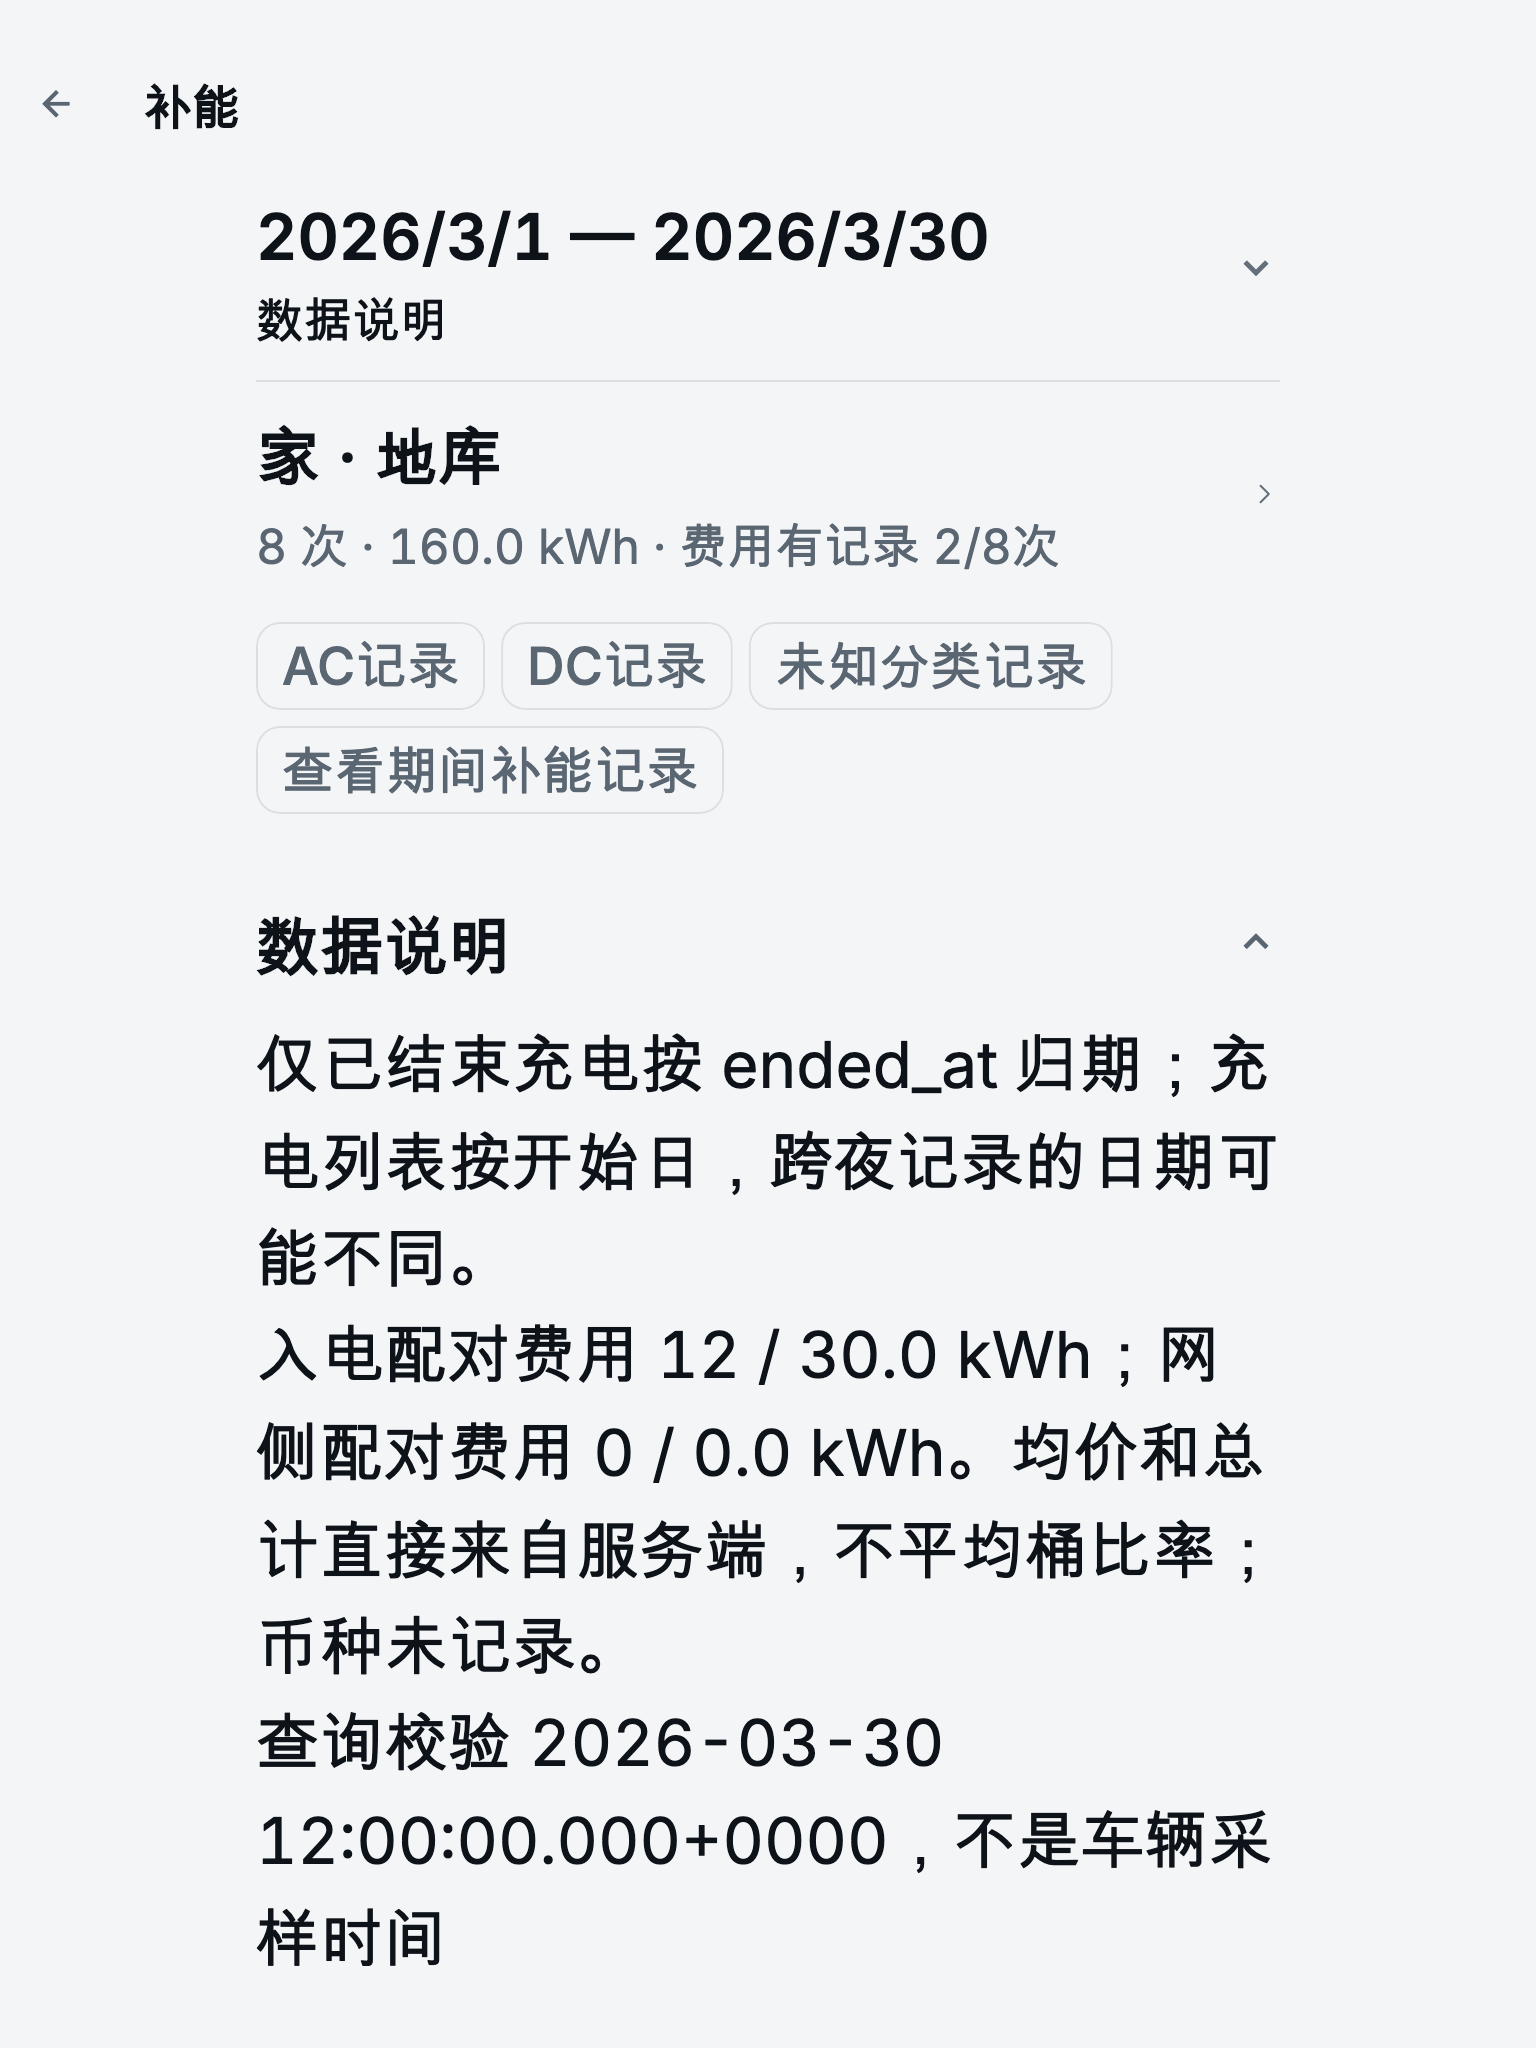 补能
2026/3/1 — 2026/3/30
数据说明
家 · 地库
8 次 · 160.0 kWh · 费用有记录 2/8次
AC记录
DC记录
未知分类记录
查看期间补能记录
数据说明
仅已结束充电按 ended_at 归期；充
电列表按开始日，跨夜记录的日期可
能不同。
入电配对费用 12 / 30.0 kWh；网
侧配对费用 0 / 0.0 kWh。均价和总
计直接来自服务端，不平均桶比率；
币种未记录。
查询校验 2026-03-30
12:00:00.000+0000，不是车辆采
样时间